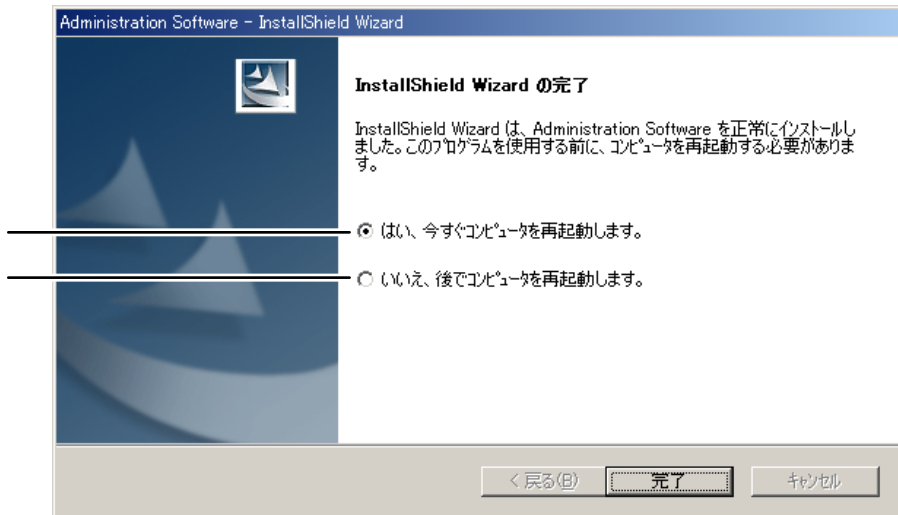 Administration Software - InstallShield Wizard
InstallShield Wizard の完了
InstallShield Wizard は、Administration Software を正常にインストールし
ました。このプログラムを使用する前に、コンピュータを再起動する必要がありま
す。
はい、今すぐコンピュータを再起動します。
いいえ、後でコンピュータを再起動します。
< 戻る(B)
完了
キャンセル